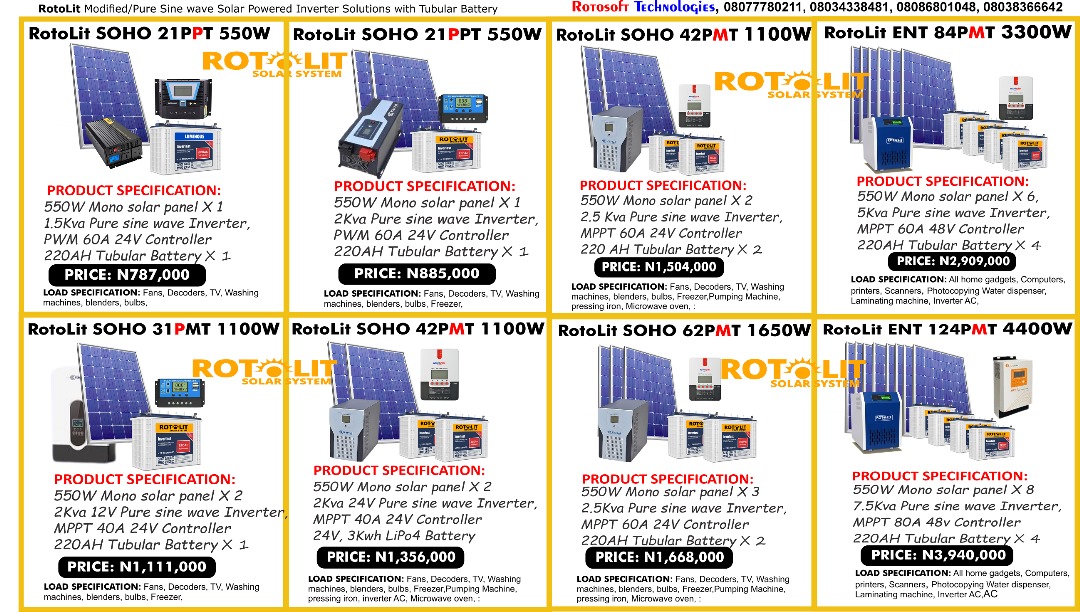 RotoLit Modified/Pure Sine wave Solar Powered Inverter Solutions with Tubular Battery
Rotosoft Technologies, 08077780211, 08034338481, 08086801048, 08038366642
RotoLit SOHO 21PPT 550W
ROTOLIT
SOLAR SYSTEM
LUMINOUS
PRODUCT SPECIFICATION:
550W Mono solar panel X 1
1.5Kva Pure sine wave Inverter,
PWM 60A 24V Controller
220AH Tubular Battery X 1
PRICE: N787,000
LOAD SPECIFICATION: Fans, Decoders, TV, Washing
machines, blenders, bulbs,
RotoLit SOHO 21PPT 550W
ROTOLIT
PRODUCT SPECIFICATION:
550W Mono solar panel X 1
2Kva Pure sine wave Inverter,
PWM 60A 24V Controller
220AH Tubular Battery X 1
PRICE: N885,000
LOAD SPECIFICATION: Fans, Decoders, TV, Washing
machines, blenders, bulbs, Freezer,
RotoLit SOHO 42PMT 1100W
ROTOLIT
SOLAR SYSTEM
ROTOLIT
PRODUCT SPECIFICATION:
550W Mono solar panel X 2
2.5 Kva Pure sine wave Inverter,
MPPT 60A 24V Controller
220 AH Tubular Battery X 2
PRICE: N1,504,000
LOAD SPECIFICATION: Fans, Decoders, TV, Washing
machines, blenders, bulbs, Freezer,Pumping Machine,
pressing iron, Microwave oven, :
RotoLit ENT 84PMT 3300W
ROTOLIT
PRODUCT SPECIFICATION:
550W Mono solar panel X 6,
5Kva Pure sine wave Inverter,
MPPT 60A 48V Controller
220AH Tubular Battery X 4
PRICE: N2,909,000
LOAD SPECIFICATION: All home gadgets, Computers,
printers, Scanners, Photocopying Water dispenser,
Laminating machine, Inverter AC,
RotoLit SOHO 31PMT 1100W
ROTOLIT
SOLAR SYSTEM
ROTOLIT
PRODUCT SPECIFICATION:
550W Mono solar panel X 2
2Kva 12V Pure sine wave Inverter,
MPPT 40A 24V Controller
220AH Tubular Battery X 1
PRICE: N1,111,000
LOAD SPECIFICATION: Fans, Decoders, TV, Washing
machines, blenders, bulbs, Freezer,
RotoLit SOHO 42PMT 1100W
ROTOLIT
PRODUCT SPECIFICATION:
550W Mono solar panel X 2
2Kva 24V Pure sine wave Inverter,
MPPT 40A 24V Controller
24V, 3Kwh LiPo4 Battery
PRICE: N1,356,000
LOAD SPECIFICATION: Fans, Decoders, TV, Washing
machines, blenders, bulbs, Freezer,Pumping Machine,
pressing iron, inverter AC, Microwave oven, :
RotoLit SOHO 62PMT 1650W
ROTOLIT
SOLAR SYSTEM
ROTOLIT
PRODUCT SPECIFICATION:
550W Mono solar panel X 3
2.5Kva Pure sine wave Inverter,
MPPT 60A 24V Controller
220AH Tubular Battery X 2
PRICE: N1,668,000
LOAD SPECIFICATION: Fans, Decoders, TV, Washing
machines, blenders, bulbs, Freezer,Pumping Machine,
pressing iron, Microwave oven, :
RotoLit ENT 124PMT 4400W
ROTOLIT
PRODUCT SPECIFICATION:
550W Mono solar panel X 8
7.5Kva Pure sine wave Inverter,
MPPT 80A 48v Controller
220AH Tubular Battery X 4
PRICE: N3,940,000
LOAD SPECIFICATION: All home gadgets, Computers,
printers, Scanners, Photocopying Water dispenser,
Laminating machine, Inverter AC,AC